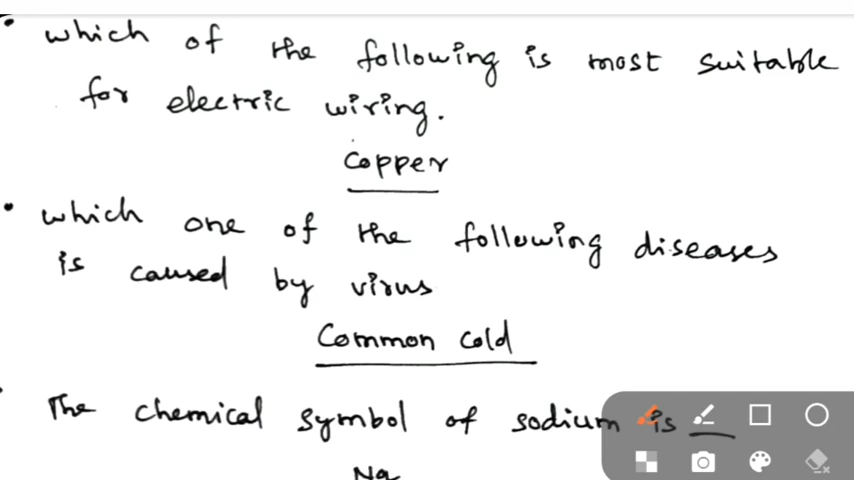 • which of the following is most suitable
for electric wiring.
Copper
• which one of the following diseases
is caused by virus
Common cold
The chemical symbol of sodium is __
Na